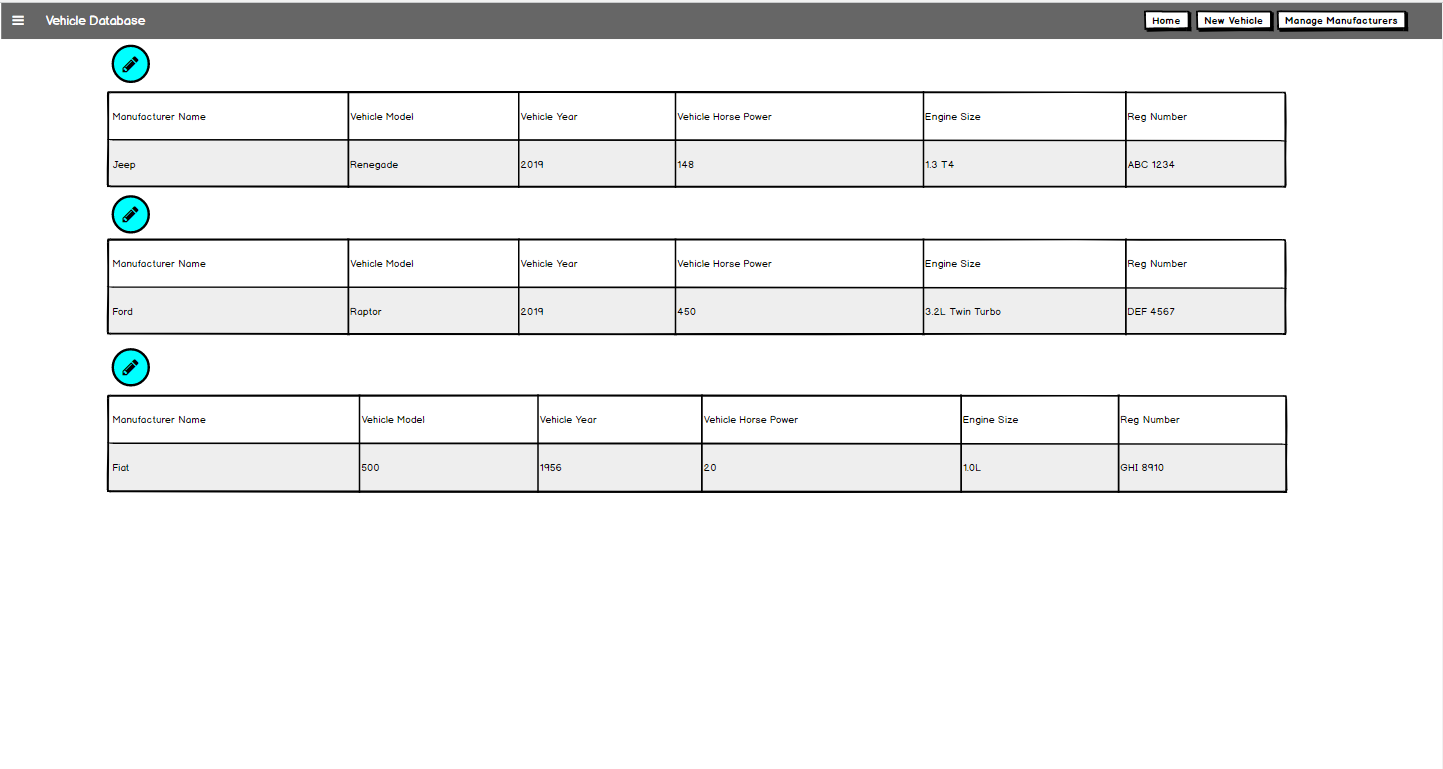 Vehicle Database Home New Vehicle Manage Manufacturers
Manufacturer Name Vehicle Model Vehicle Year Vehicle Horse Power Engine Size Reg Number
Jeep Renegade 2019 148 1.3 T4 ABC 1234
Manufacturer Name Vehicle Model Vehicle Year Vehicle Horse Power Engine Size Reg Number
Ford Raptor 2019 450 3.2L Twin Turbo DEF 4567
Manufacturer Name Vehicle Model Vehicle Year Vehicle Horse Power Engine Size Reg Number
Fiat 500 1956 20 1.0L GHI 8910